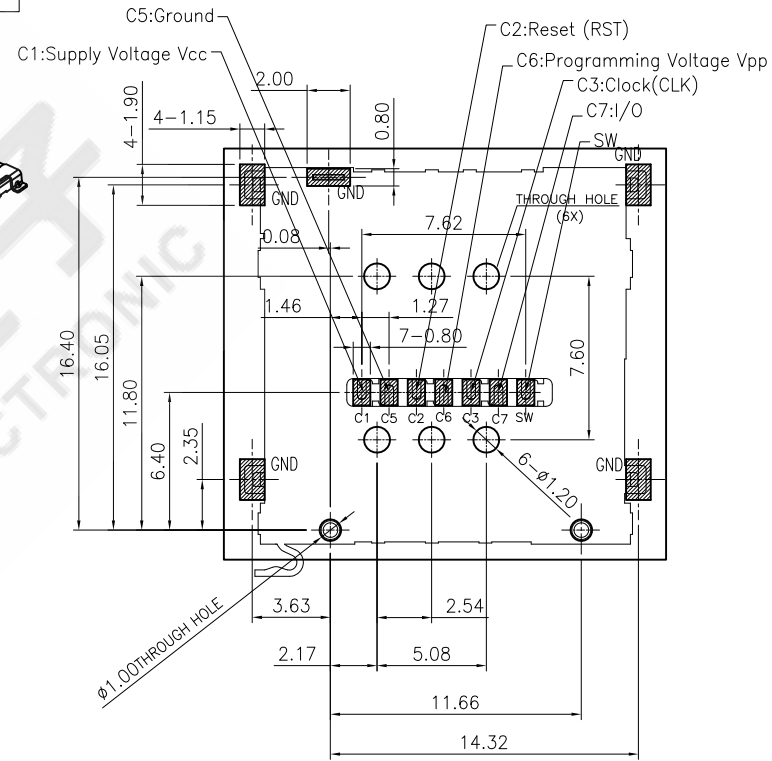 C5:Ground
C1:Supply Voltage Vcc
C2:Reset (RST)
C6:Programming Voltage Vpp
C3:Clock(CLK)
C7:I/O
SW
2.00
4-1.90
4-1.15
0.80
GND
GND
GND
THROUGH HOLE
(6X)
7.62
0.08
1.46
1.27
7-0.80
16.40
16.05
11.80
6.40
2.35
7.60
C1
C5
C2
C6
C3
C7
SW
GND
GND
6-ø1.20
ø1.00THROUGH HOLE
3.63
2.54
2.17
5.08
11.66
14.32